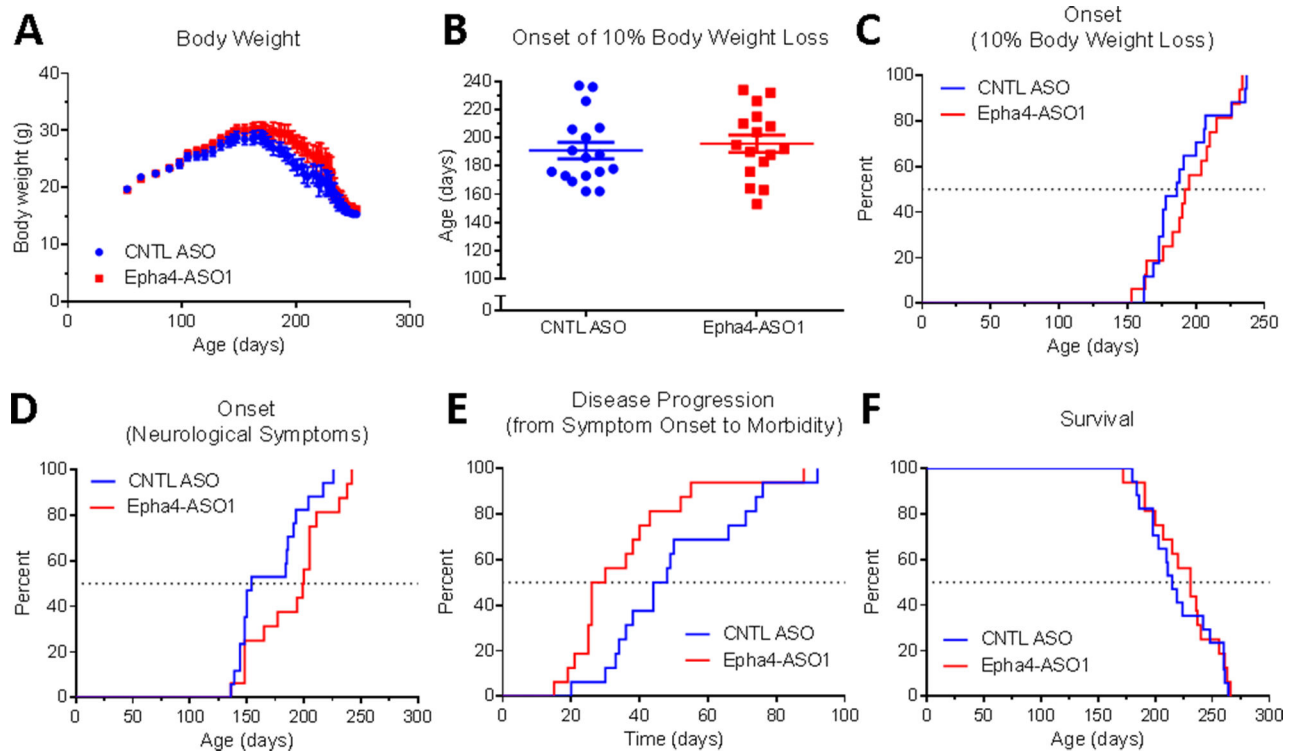 A
Body Weight
Body weight (g)
40
30
20
10
0
CNTL ASO
Epha4-ASO1
0 100 200 300
Age (days)
B
Onset of 10% Body Weight Loss
Age (days)
240
220
200
180
160
140
120
100
0
CNTL ASO Epha4-ASO1
C
Onset
(10% Body Weight Loss)
Percent
100
80
60
40
20
0
CNTL ASO
Epha4-ASO1
0 50 100 150 200 250
Age (days)
D
Onset
(Neurological Symptoms)
Percent
100
80
60
40
20
0
CNTL ASO
Epha4-ASO1
0 50 100 150 200 250 300
Age (days)
E
Disease Progression
(from Symptom Onset to Morbidity)
Percent
100
80
60
40
20
0
CNTL ASO
Epha4-ASO1
0 20 40 60 80 100
Time (days)
F
Survival
Percent
100
80
60
40
20
0
CNTL ASO
Epha4-ASO1
0 50 100 150 200 250 300
Age (days)